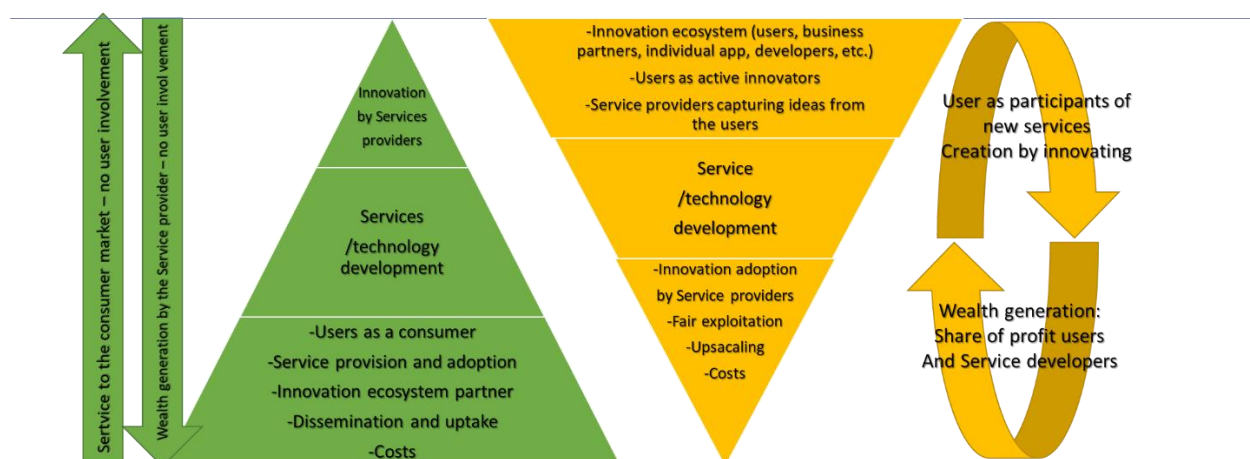 Sertvice to the consumer market – no user involvement
Wealth generation by the Service provider – no user invol vement
Innovation
by Services
providers
Services
/technology
development
-Users as a consumer
-Service provision and adoption
-Innovation ecosystem partner
-Dissemination and uptake
-Costs
-Innovation ecosystem (users, business
partners, individual app, developers, etc.)
-Users as active innovators
-Service providers capturing ideas from
the users
Service
/technology
development
-Innovation adoption
by Service providers
-Fair exploitation
-Upsacaling
-Costs
User as participants of
new services
Creation by innovating
Wealth generation:
Share of profit users
And Service developers